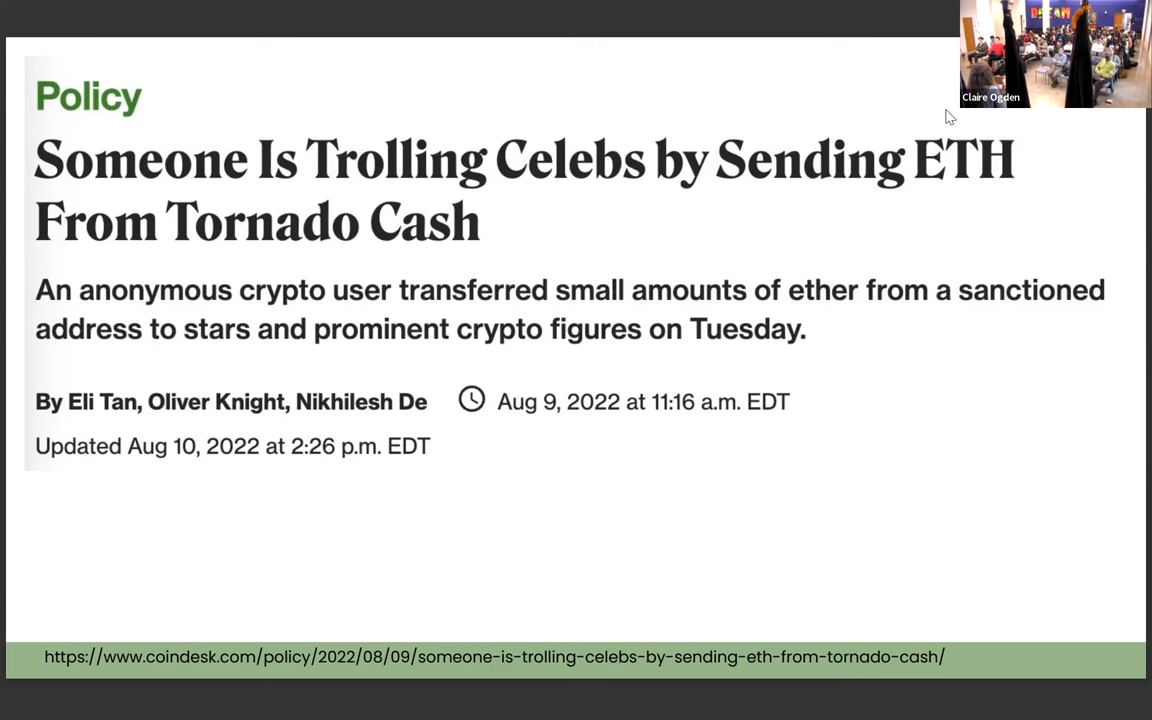 Policy
Someone Is Trolling Celebs by Sending ETH
From Tornado Cash
An anonymous crypto user transferred small amounts of ether from a sanctioned
address to stars and prominent crypto figures on Tuesday.
By Eli Tan, Oliver Knight, Nikhilesh De Aug 9, 2022 at 11:16 a.m. EDT
Updated Aug 10, 2022 at 2:26 p.m. EDT
https://www.coindesk.com/policy/2022/08/09/someone-is-trolling-celebs-by-sending-eth-from-tornado-cash/
DREAM
Claire Ogden